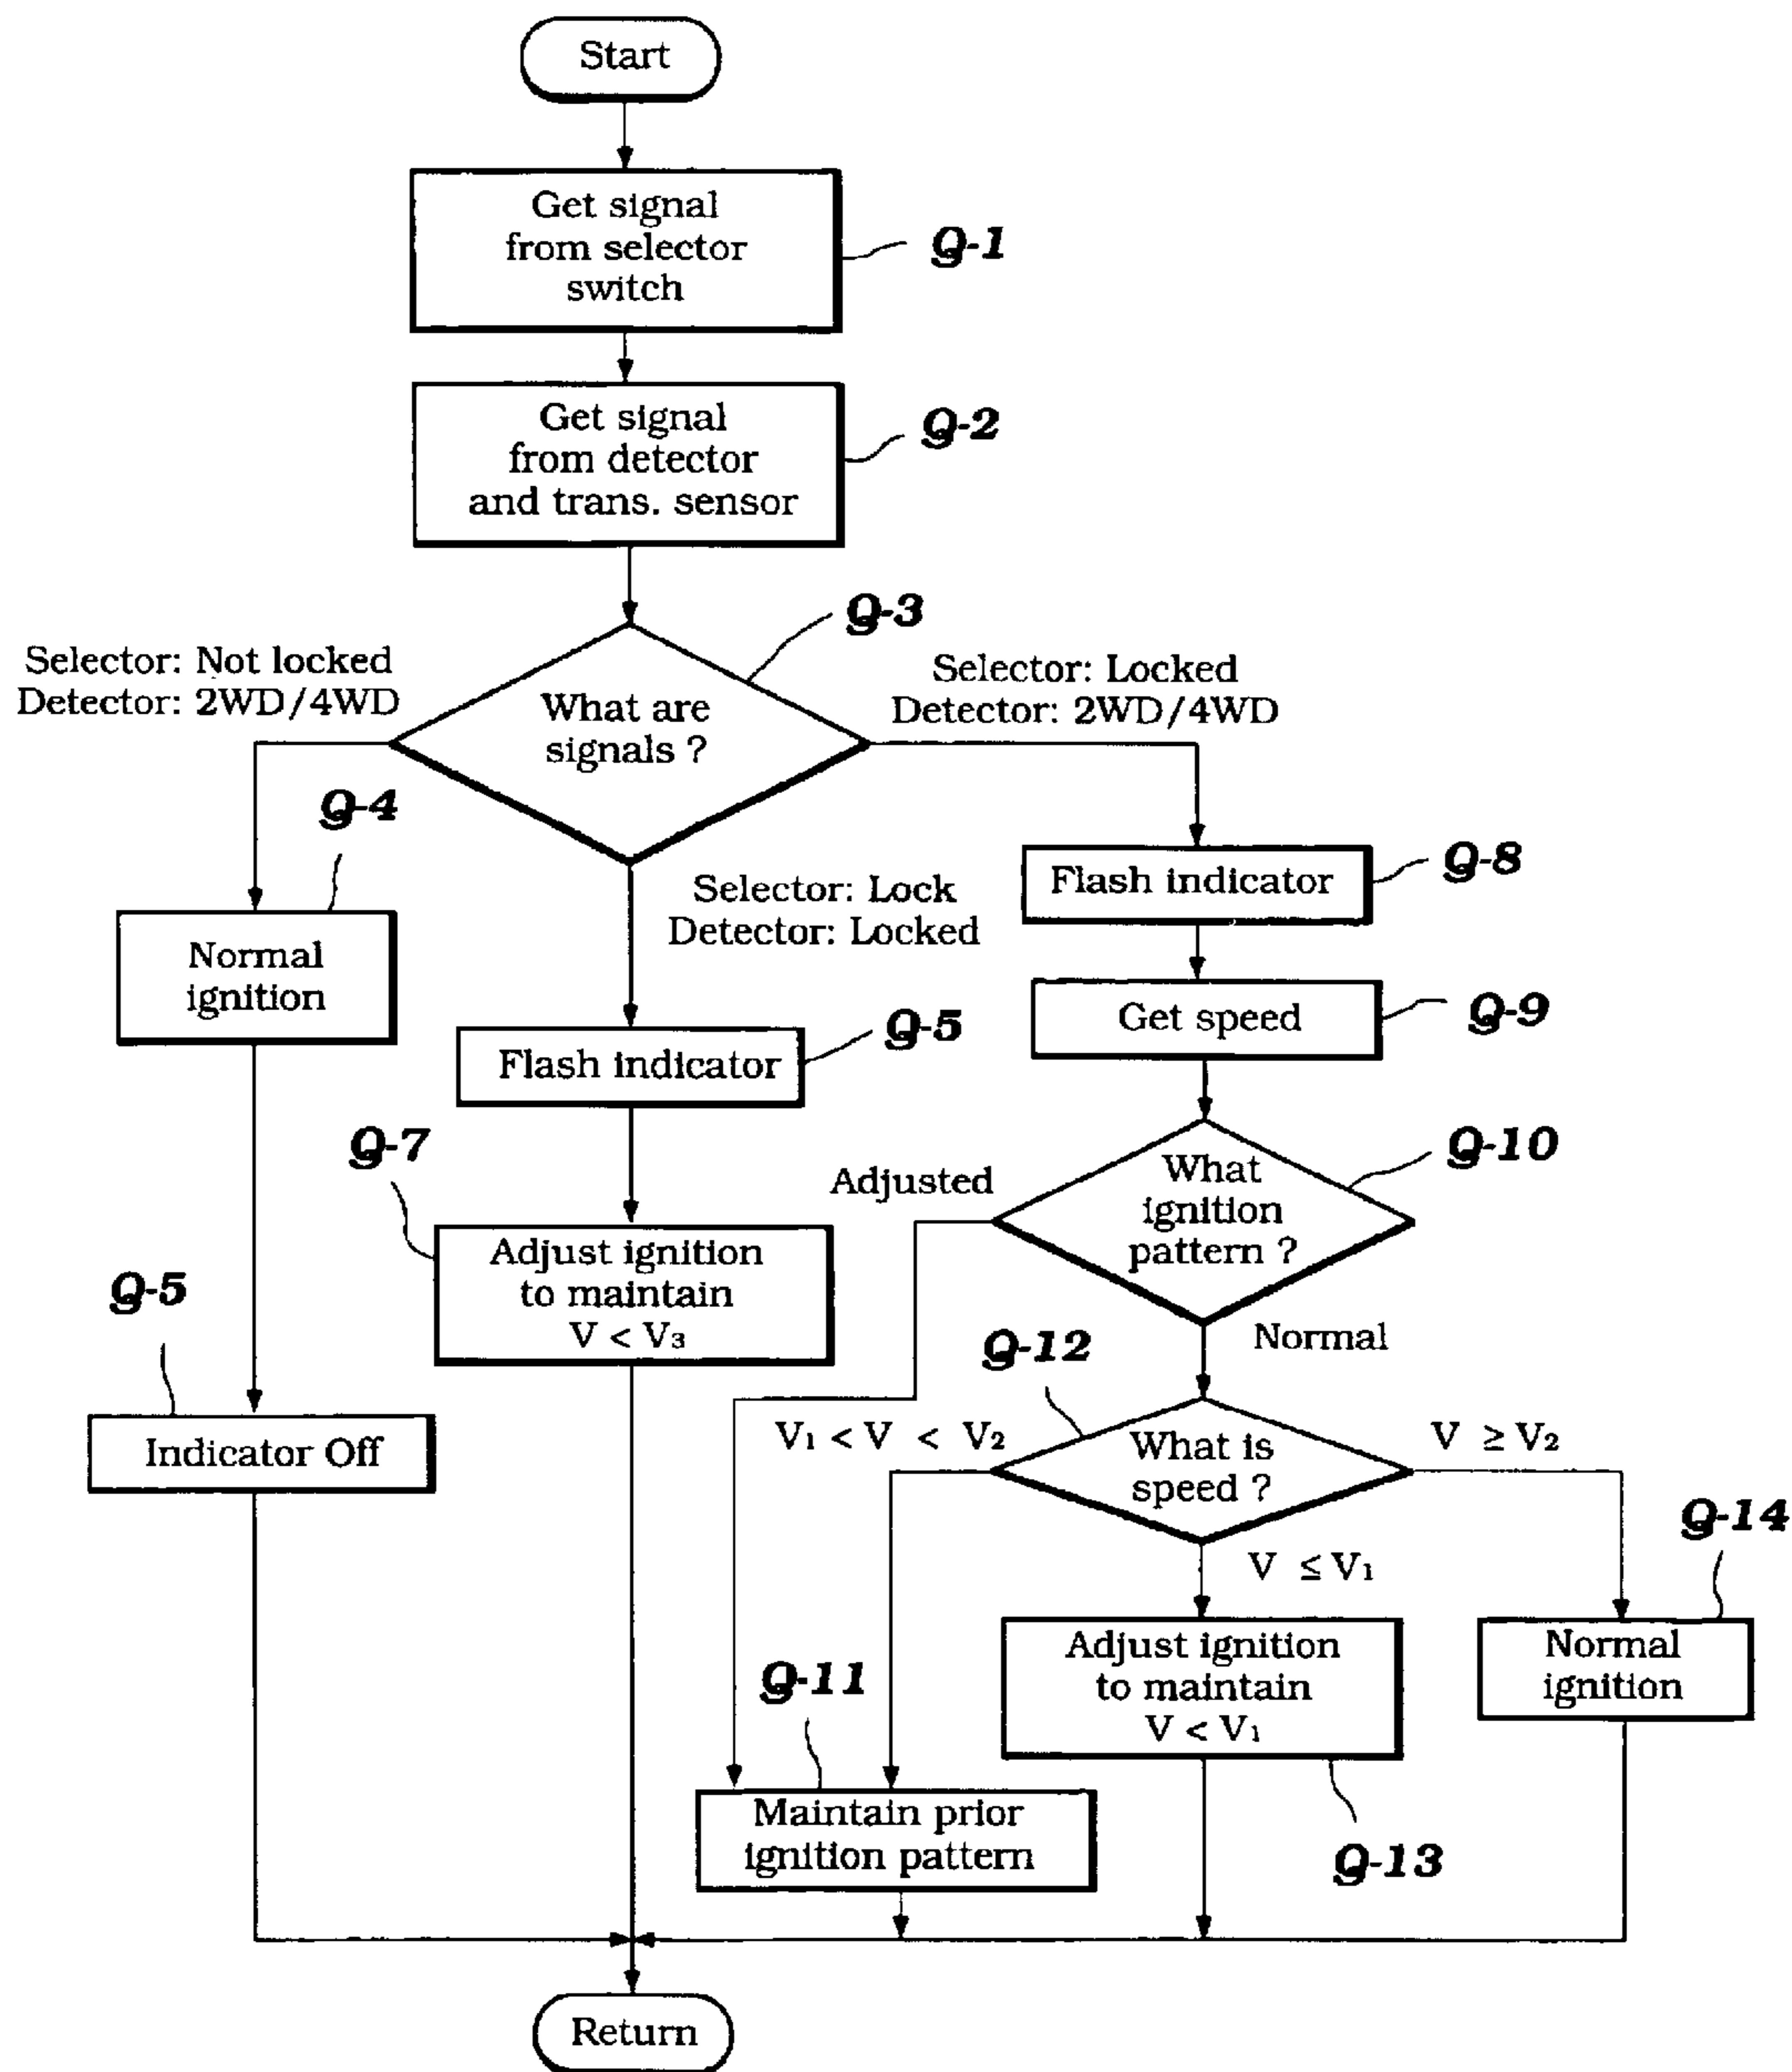 Start
Get signal
from selector
switch
Q-1
Get signal
from detector
and trans. sensor
Q-2
Q-3
Selector: Not locked
Detector: 2WD/4WD
What are
signals ?
Selector: Locked
Detector: 2WD/4WD
Q-4
Normal
ignition
Selector: Lock
Detector: Locked
Flash indicator
Q-8
Flash indicator
Q-5
Get speed
Q-9
Q-7
Adjust ignition
to maintain
V < V₃
Adjusted
What
ignition
pattern ?
Q-10
Normal
Q-5
Indicator Off
Q-12
V₁ < V < V₂
What is
speed ?
V ≥ V₂
V ≤ V₁
Q-14
Normal
ignition
Adjust ignition
to maintain
V < V₁
Q-11
Maintain prior
ignition pattern
Q-13
Return